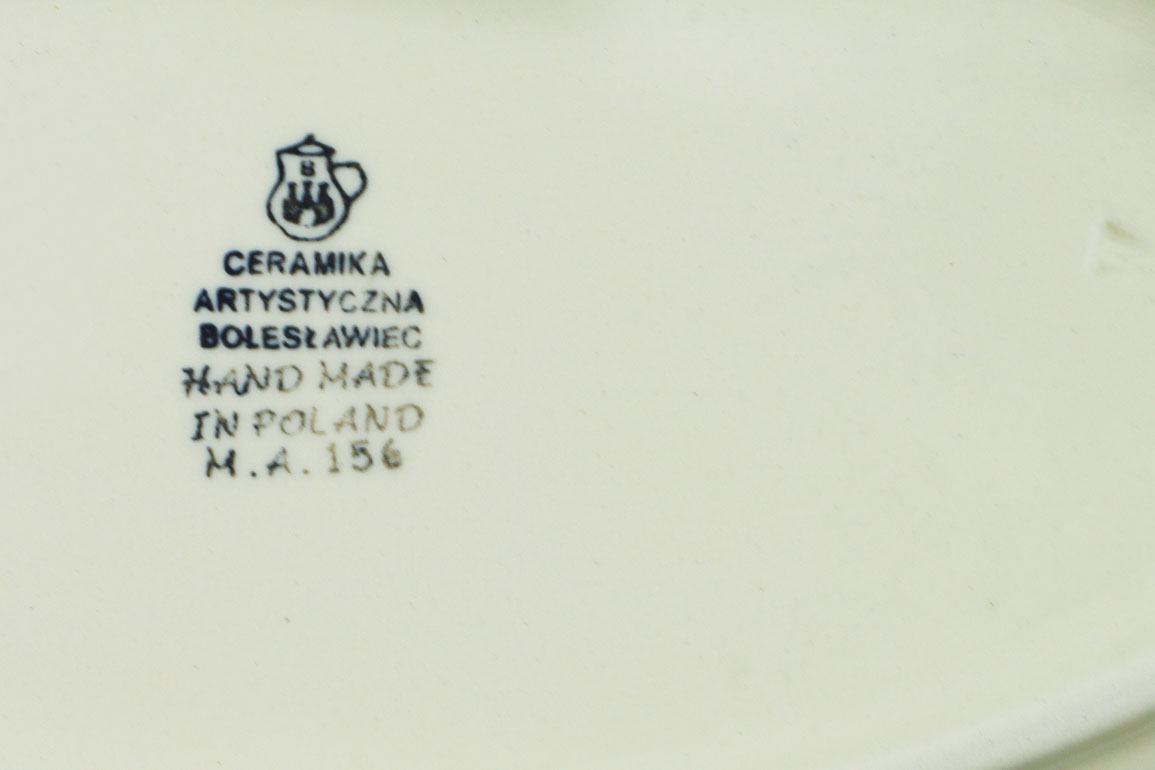 B
CERAMIKA
ARTYSTYCZNA
BOLESŁAWIEC
HAND MADE
IN POLAND
M.A.156